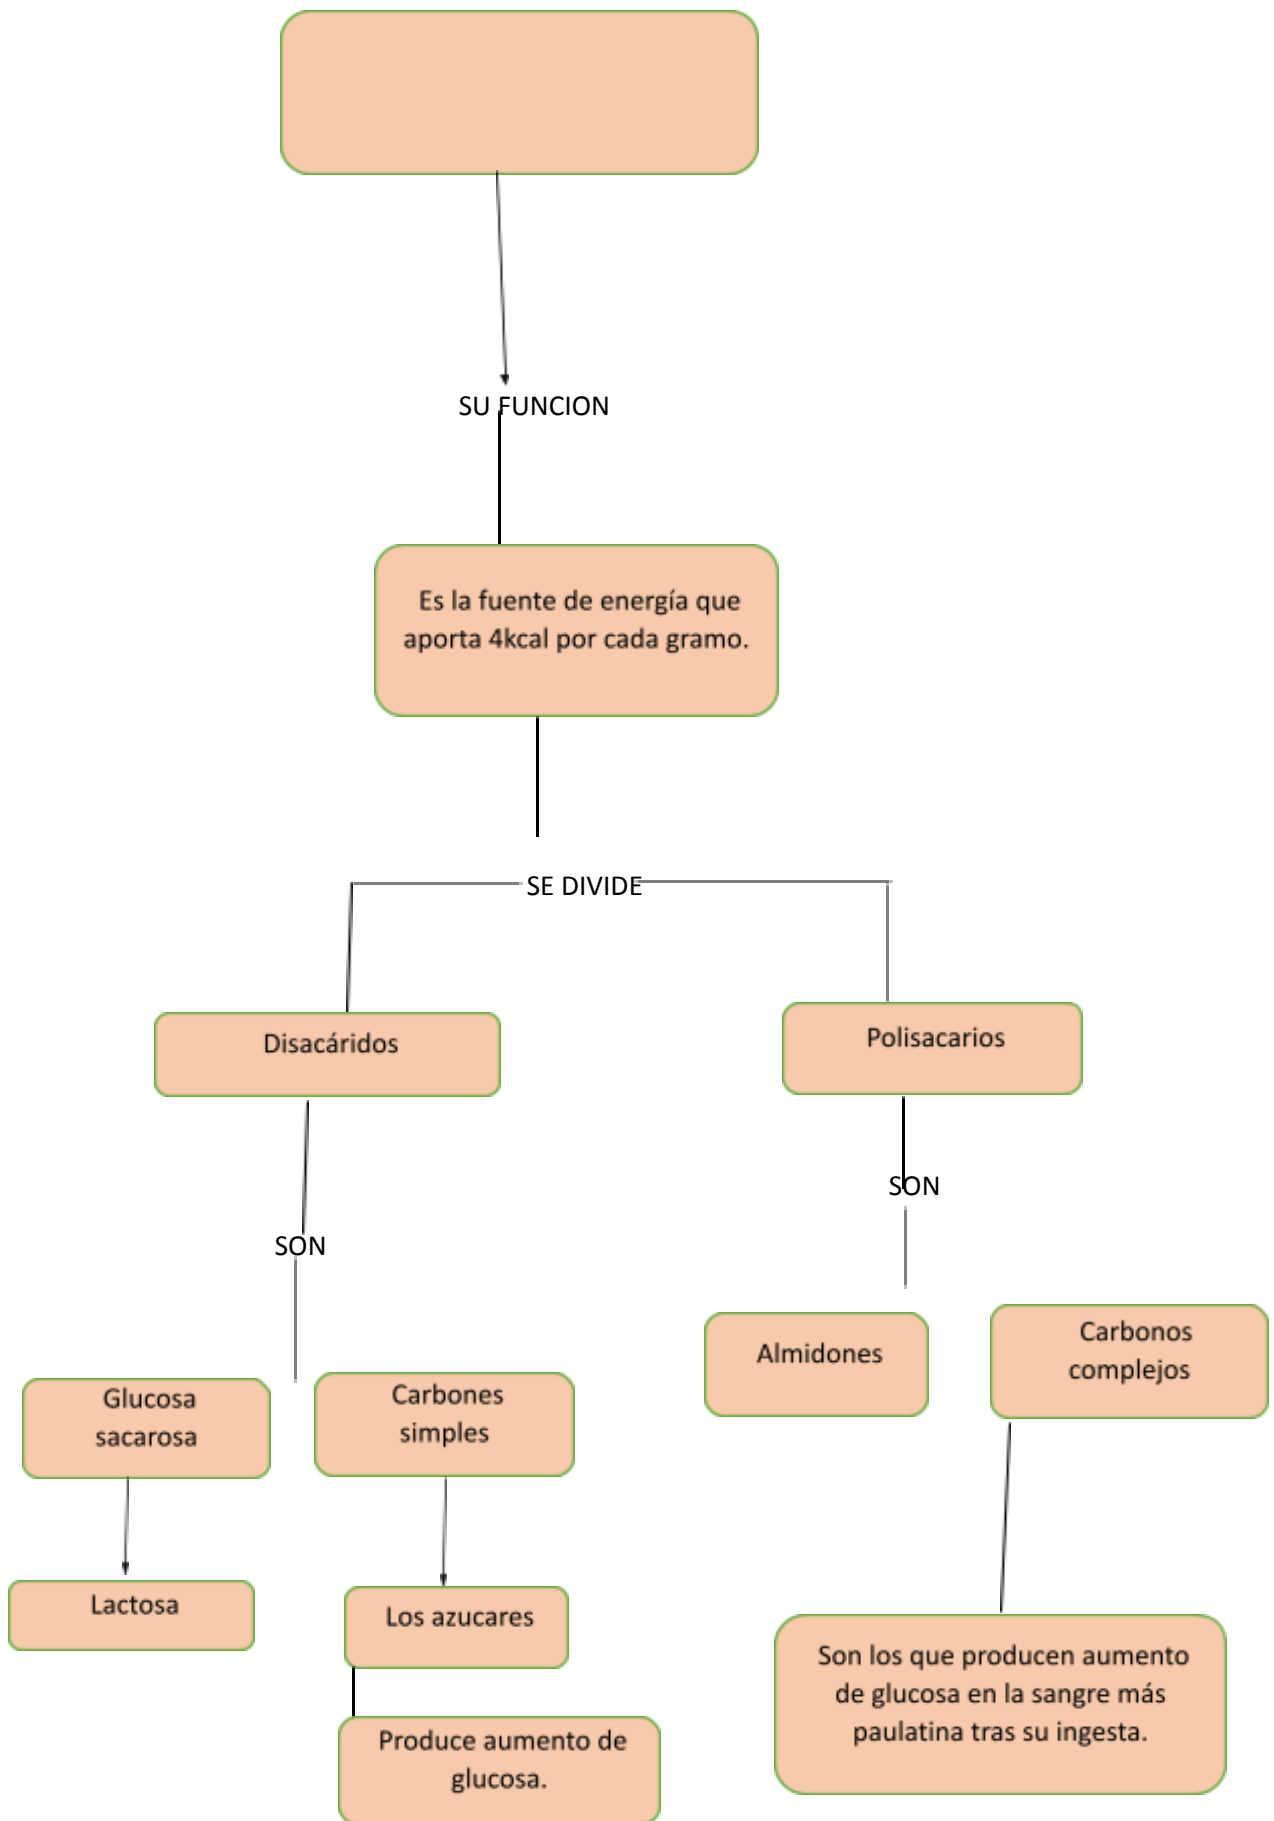 SU FUNCION
Es la fuente de energía que
aporta 4kcal por cada gramo.
SE DIVIDE
Disacáridos
Polisacarios
SON
SON
Glucosa
sacarosa
Carbones
simples
Almidones
Carbonos
complejos
Lactosa
Los azucares
Produce aumento de
glucosa.
Son los que producen aumento
de glucosa en la sangre más
paulatina tras su ingesta.